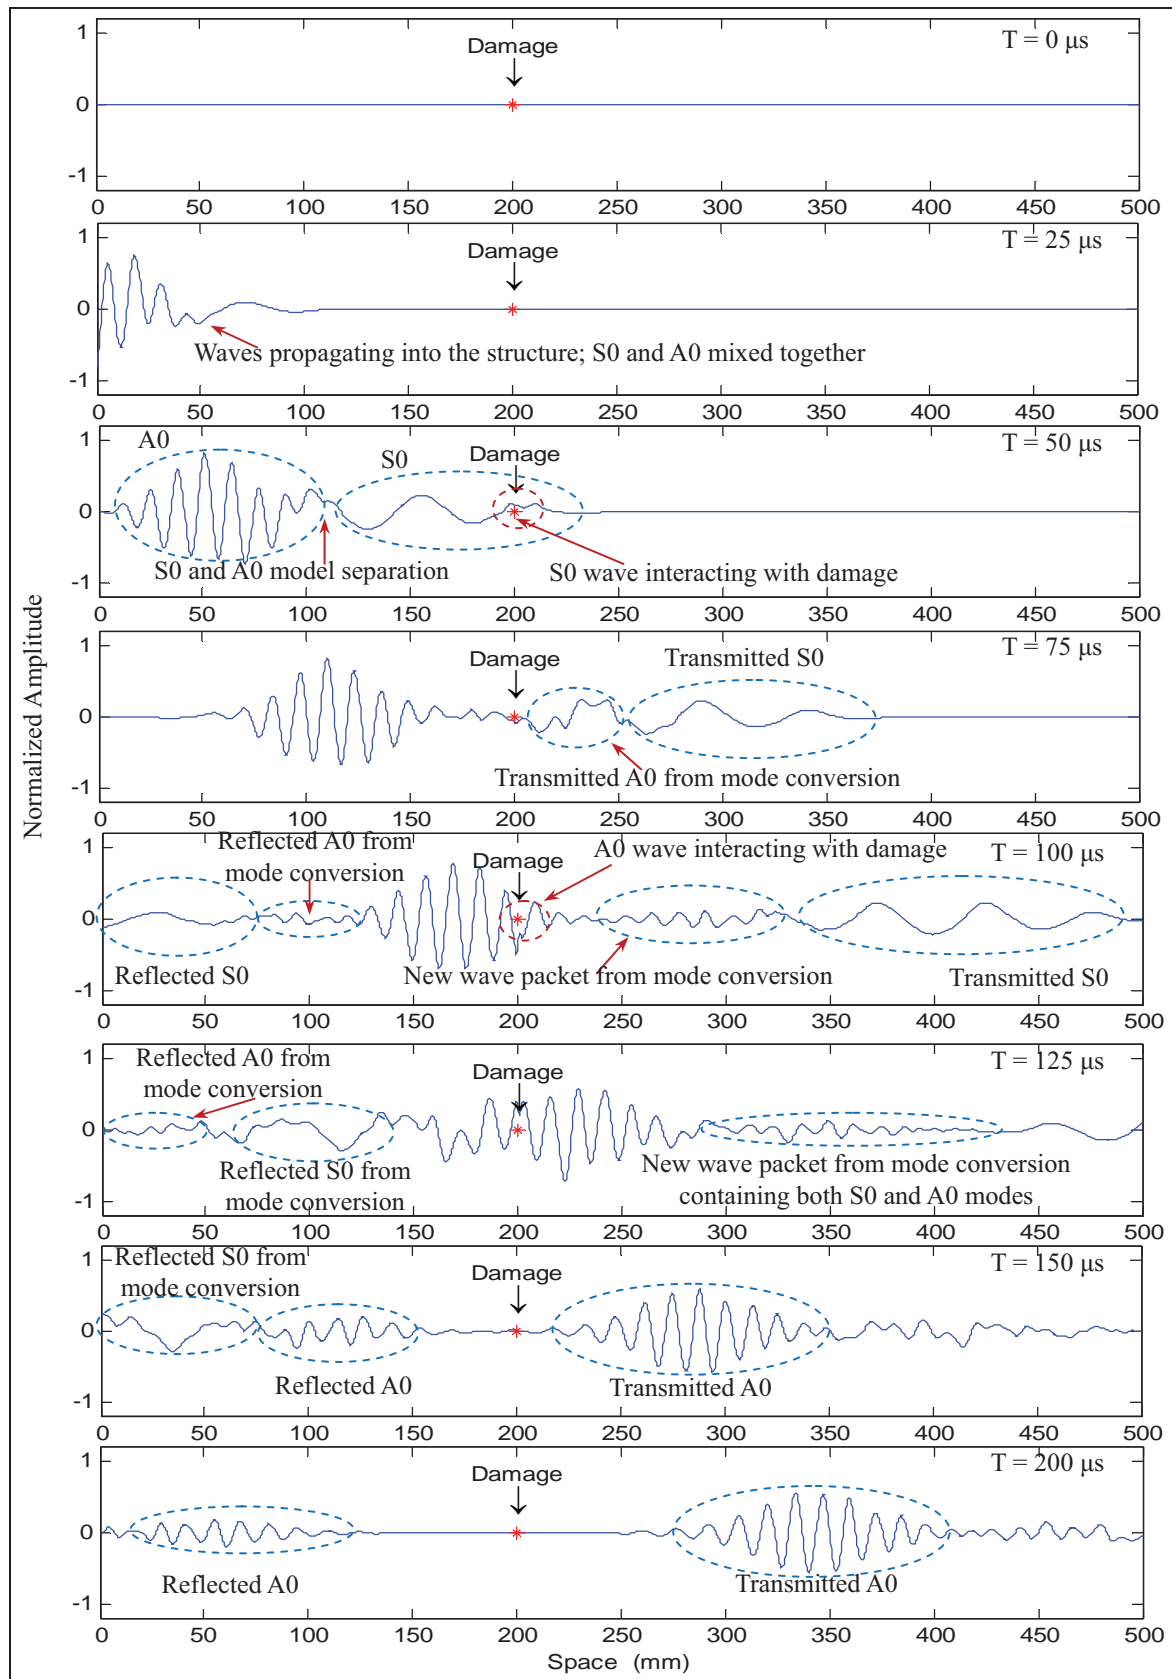 Normalized Amplitude
1
0
-1
Damage
T = 0 μs
0 50 100 150 200 250 300 350 400 450 500
1
0
-1
Damage
T = 25 μs
Waves propagating into the structure; S0 and A0 mixed together
0 50 100 150 200 250 300 350 400 450 500
1
0
-1
A0
S0
Damage
T = 50 μs
S0 and A0 model separation
S0 wave interacting with damage
0 50 100 150 200 250 300 350 400 450 500
1
0
-1
Damage
Transmitted S0
T = 75 μs
Transmitted A0 from mode conversion
0 50 100 150 200 250 300 350 400 450 500
1
0
-1
Reflected A0 from
mode conversion
Damage
A0 wave interacting with damage
T = 100 μs
Reflected S0
New wave packet from mode conversion
Transmitted S0
0 50 100 150 200 250 300 350 400 450 500
1
0
-1
Reflected A0 from
mode conversion
Damage
T = 125 μs
Reflected S0 from
mode conversion
New wave packet from mode conversion
containing both S0 and A0 modes
0 50 100 150 200 250 300 350 400 450 500
1
0
-1
Reflected S0 from
mode conversion
Damage
T = 150 μs
Reflected A0
Transmitted A0
0 50 100 150 200 250 300 350 400 450 500
1
0
-1
Damage
T = 200 μs
Reflected A0
Transmitted A0
0 50 100 150 200 250 300 350 400 450 500
Space (mm)